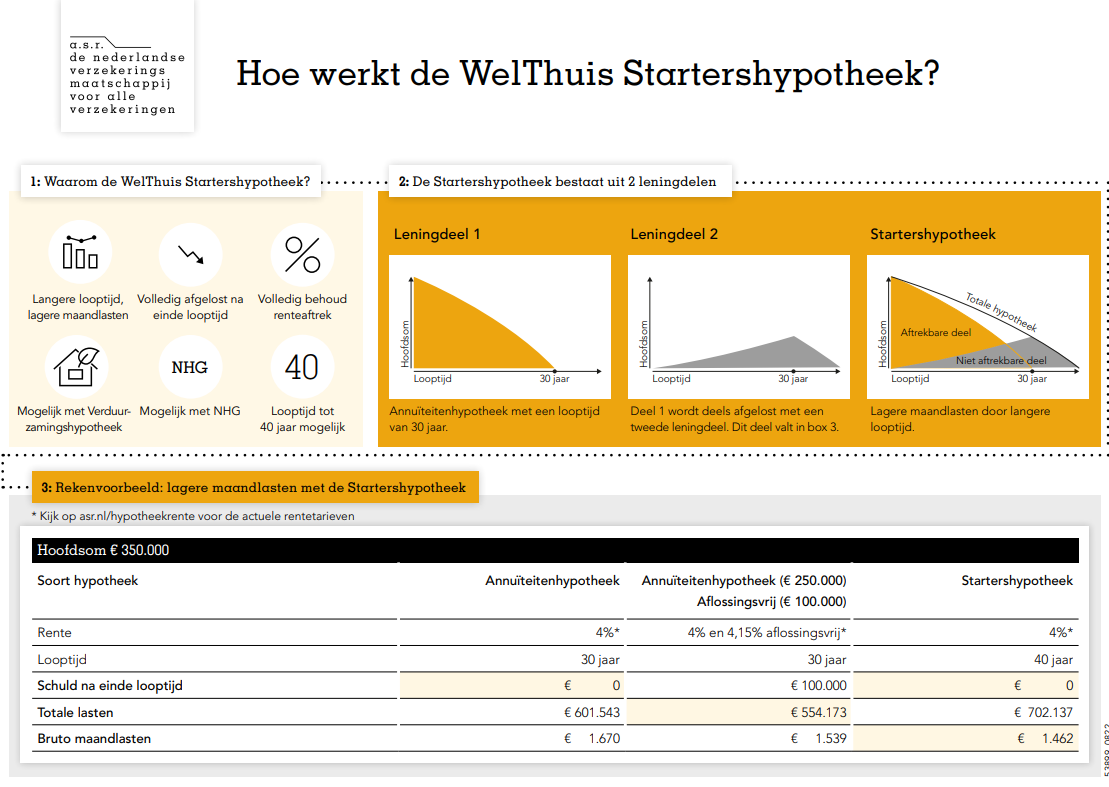 a.s.r.
de nederlandse
verzekerings
maatschappij
voor alle
verzekeringen
Hoe werkt de WelThuis Startershypotheek?
1: Waarom de WelThuis Startershypotheek?
Langere looptijd,
lagere maandlasten
Volledig afgelost na
einde looptijd
Volledig behoud
renteaftrek
Mogelijk met Verduur-
zamingshypotheek
NHG
Mogelijk met NHG
40
Looptijd tot
40 jaar mogelijk
2: De Startershypotheek bestaat uit 2 leningdelen
Leningdeel 1
Hoofdsom
Looptijd
30 jaar
Annuïteitenhypotheek met een looptijd
van 30 jaar.
Leningdeel 2
Hoofdsom
Looptijd
30 jaar
Deel 1 wordt deels afgelost met een
tweede leningdeel. Dit deel valt in box 3.
Startershypotheek
Hoofdsom
Totale hypotheek
Aftrekbare deel
Niet aftrekbare deel
Looptijd
30 jaar
Lagere maandlasten door langere
looptijd.
3: Rekenvoorbeeld: lagere maandlasten met de Startershypotheek
* Kijk op asr.nl/hypotheekrente voor de actuele rentetarieven
Hoofdsom € 350.000
Soort hypotheek Annuïteitenhypotheek Annuïteitenhypotheek (€ 250.000) Startershypotheek
Aflossingsvrij (€ 100.000)
Rente 4%* 4% en 4,15% aflossingsvrij* 4%*
Looptijd 30 jaar 30 jaar 40 jaar
Schuld na einde looptijd € 0 € 100.000 € 0
Totale lasten € 601.543 € 554.173 € 702.137
Bruto maandlasten € 1.670 € 1.539 € 1.462